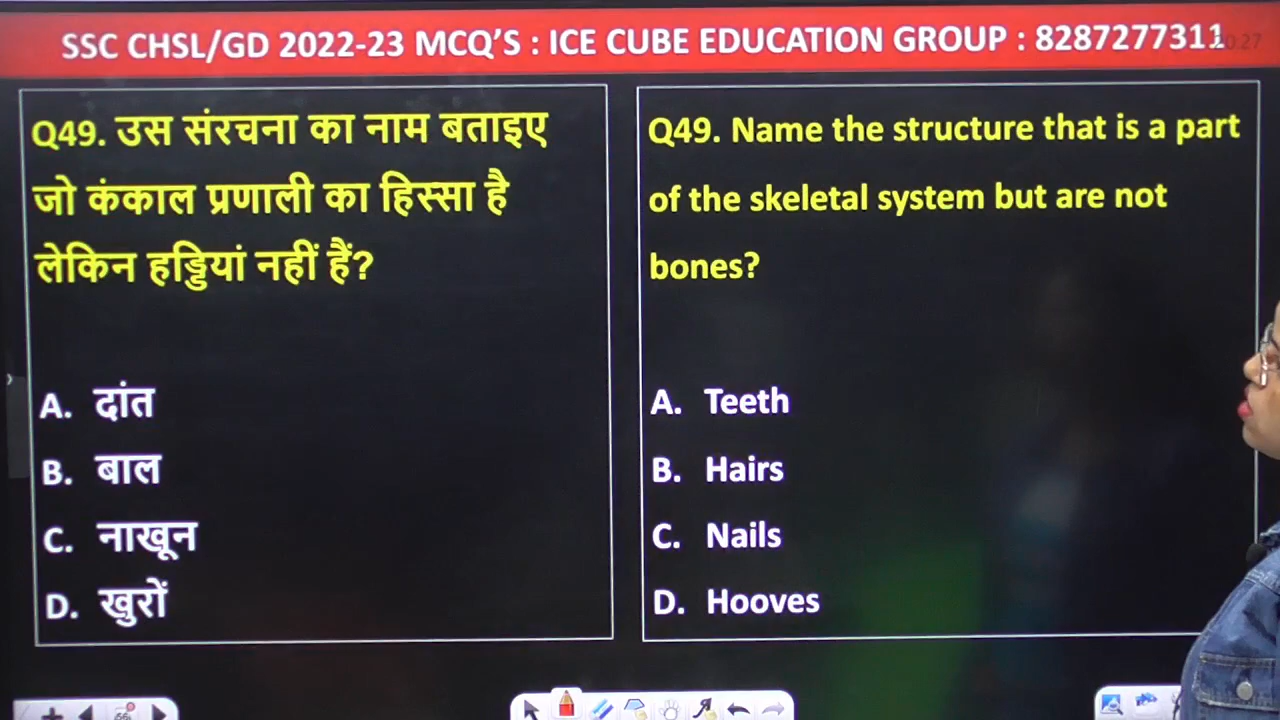 SSC CHSL/GD 2022-23 MCQ’S : ICE CUBE EDUCATION GROUP : 8287277311
Q49. उस संरचना का नाम बताइए
जो कंकाल प्रणाली का हिस्सा है
लेकिन हड्डियां नहीं हैं?
A. दांत
B. बाल
C. नाखून
D. खुरों
Q49. Name the structure that is a part
of the skeletal system but are not
bones?
A. Teeth
B. Hairs
C. Nails
D. Hooves